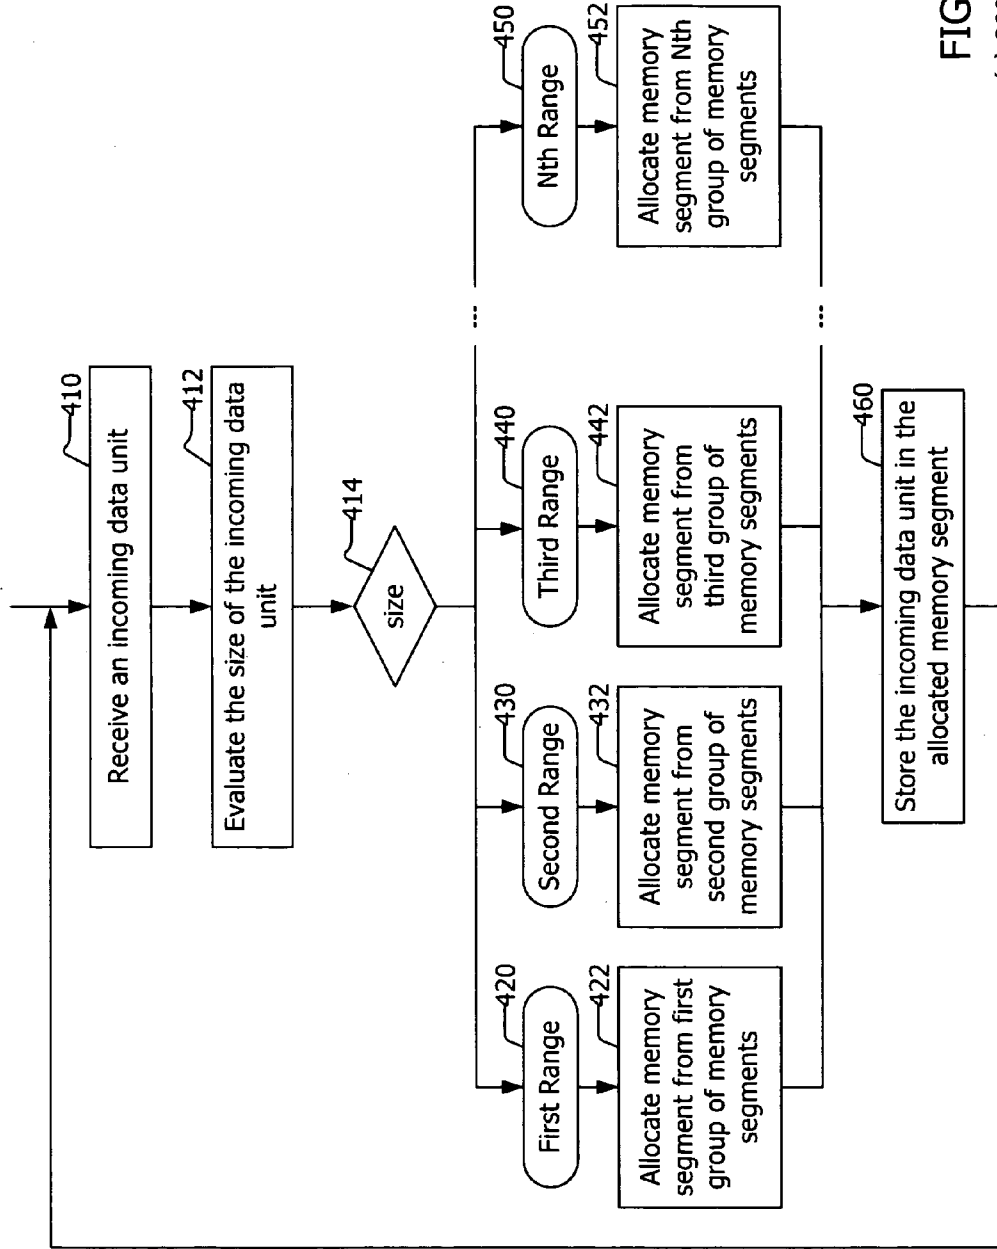 410
Receive an incoming data unit
412
Evaluate the size of the incoming data
unit
414
size
420
First Range
430
Second Range
440
Third Range
...
450
Nth Range
422
Allocate memory
segment from first
group of memory
segments
432
Allocate memory
segment from
second group of
memory segments
442
Allocate memory
segment from
third group of
memory segments
...
452
Allocate memory
segment from Nth
group of memory
segments
460
Store the incoming data unit in the
allocated memory segment
FIG